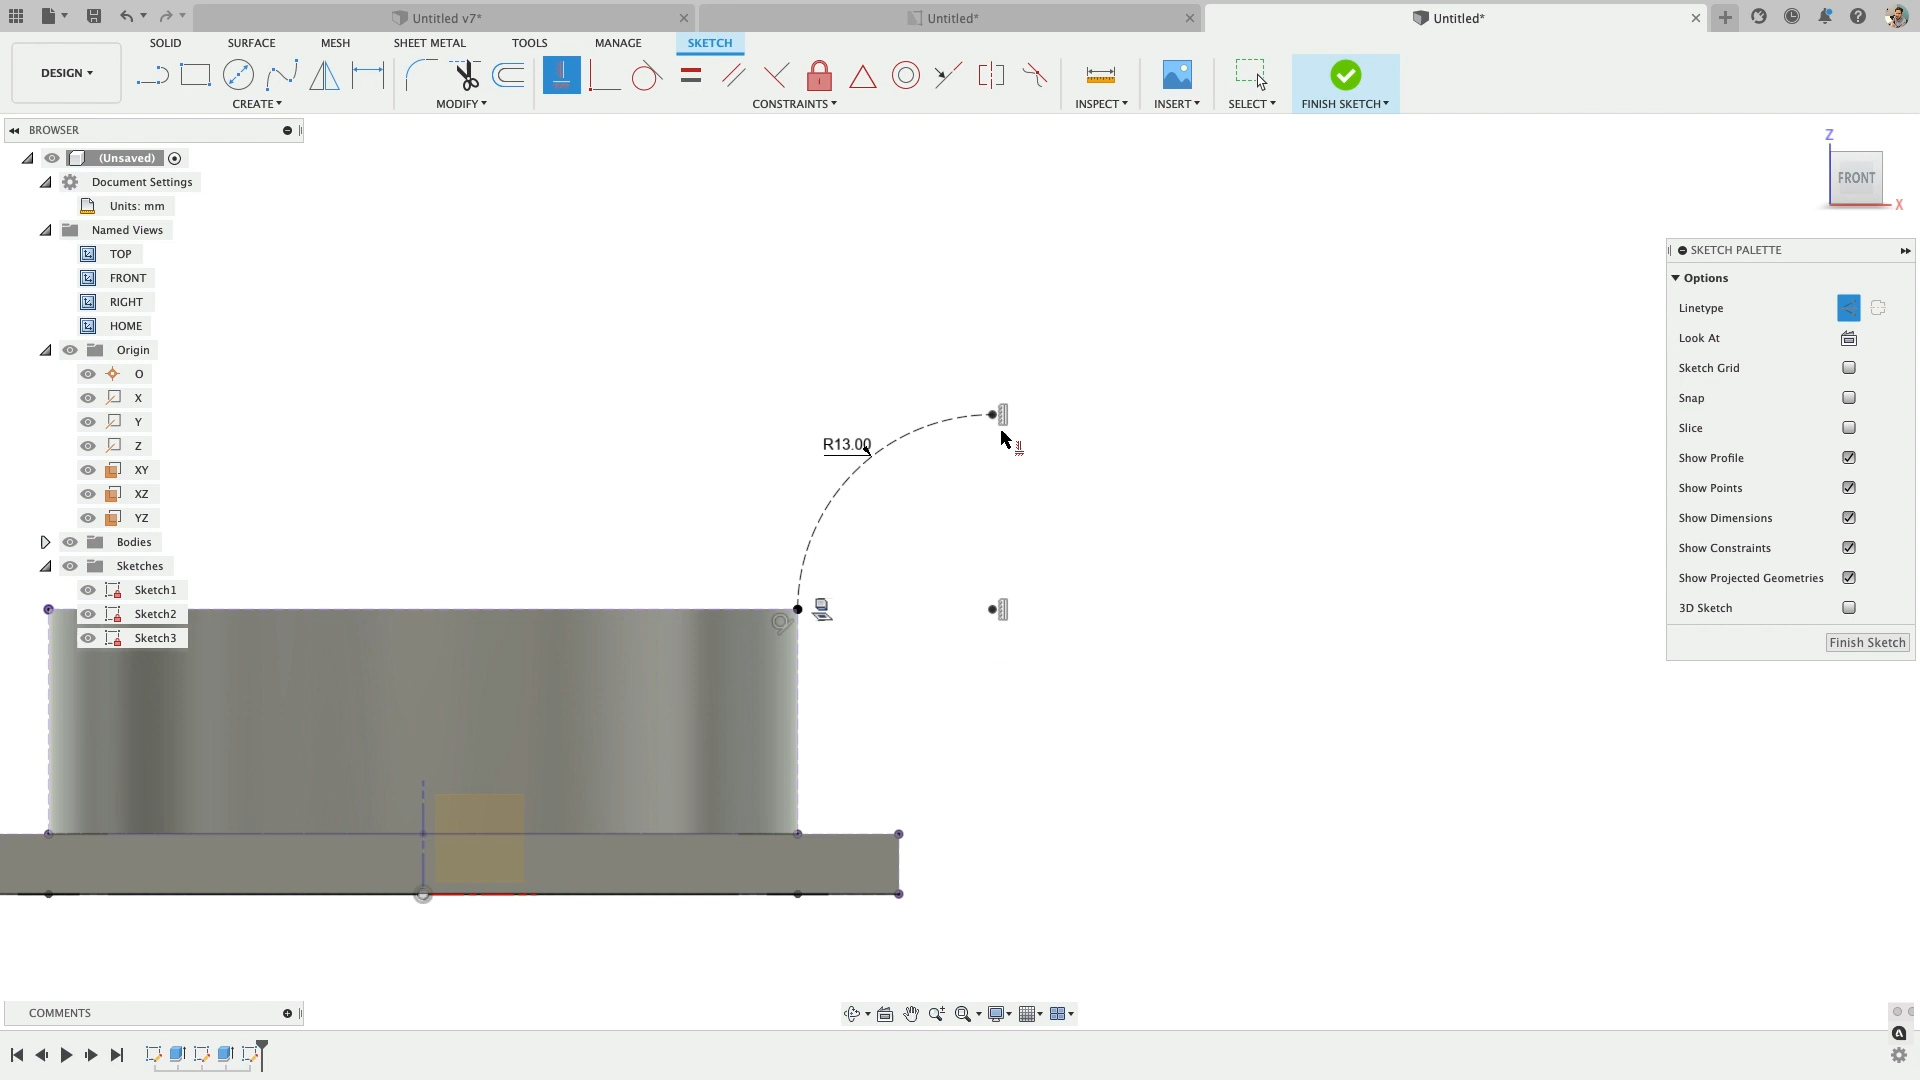 Untitled v7*
Untitled*
Untitled*
SOLID
SURFACE
MESH
SHEET METAL
TOOLS
MANAGE
SKETCH
DESIGN
CREATE
MODIFY
CONSTRAINTS
INSPECT
INSERT
SELECT
FINISH SKETCH
BROWSER
(Unsaved)
Document Settings
Units: mm
Named Views
TOP
FRONT
RIGHT
HOME
Origin
O
X
Y
Z
XY
XZ
YZ
Bodies
Sketches
Sketch1
Sketch2
Sketch3
R13.00
Z
FRONT
X
SKETCH PALETTE
Options
Linetype
Look At
Sketch Grid
Snap
Slice
Show Profile
Show Points
Show Dimensions
Show Constraints
Show Projected Geometries
3D Sketch
Finish Sketch
COMMENTS